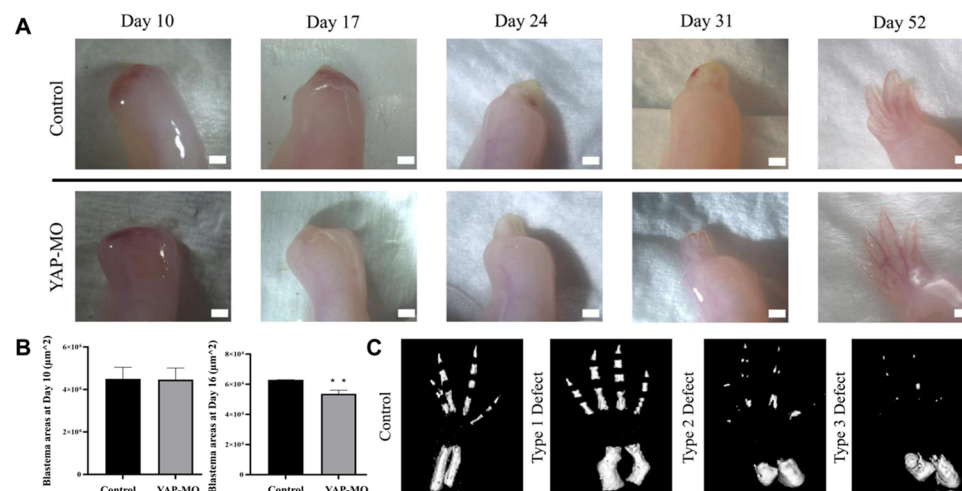 A
Day 10
Day 17
Day 24
Day 31
Day 52
Control
YAP-MO
B
Blastema areas at Day 10 (μm^2)
6×10⁴
4×10⁴
2×10⁴
0
Control
YAP-MO
Blastema areas at Day 16 (μm^2)
8×10⁴
6×10⁴
4×10⁴
2×10⁴
0
* *
Control
YAP-MO
C
Control
Type 1 Defect
Type 2 Defect
Type 3 Defect